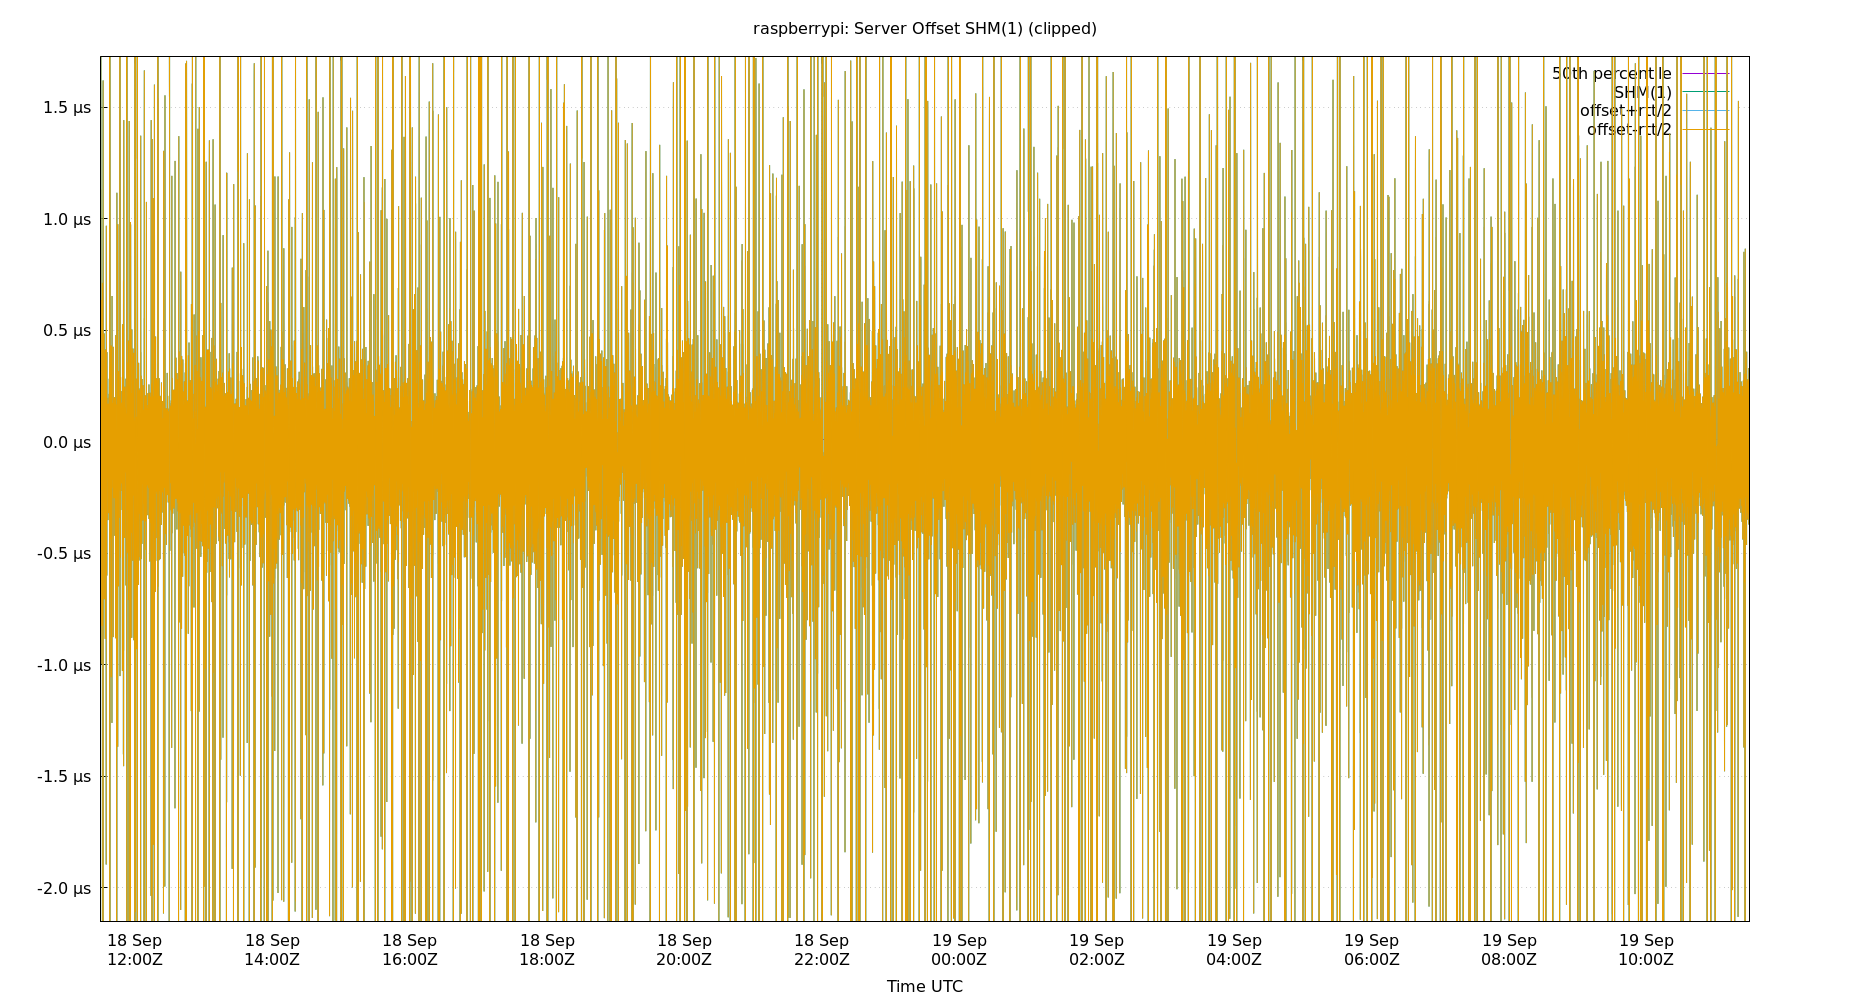 raspberrypi: Server Offset SHM(1) (clipped)
50th percentile
SHM(1)
offset+rtt/2
offset-rtt/2
1.5 µs
1.0 µs
0.5 µs
0.0 µs
-0.5 µs
-1.0 µs
-1.5 µs
-2.0 µs
18 Sep 18 Sep 18 Sep 18 Sep 18 Sep 18 Sep 19 Sep 19 Sep 19 Sep 19 Sep 19 Sep 19 Sep
12:00Z 14:00Z 16:00Z 18:00Z 20:00Z 22:00Z 00:00Z 02:00Z 04:00Z 06:00Z 08:00Z 10:00Z
Time UTC